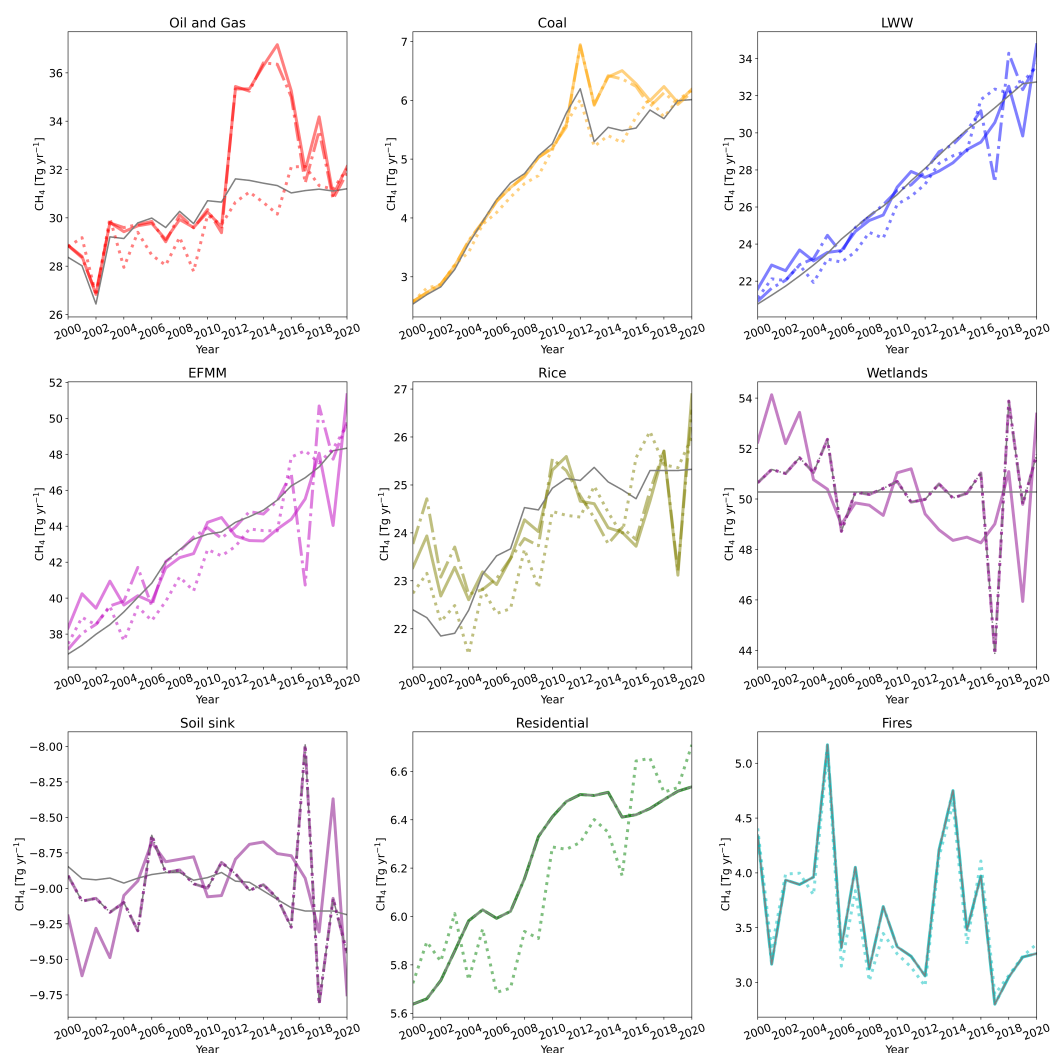 Oil and Gas
CH4 [Tg yr−1]
36
34
32
30
28
26
2000 2002 2004 2006 2008 2010 2012 2014 2016 2018 2020
Year
Coal
CH4 [Tg yr−1]
7
6
5
4
3
2000 2002 2004 2006 2008 2010 2012 2014 2016 2018 2020
Year
LWW
CH4 [Tg yr−1]
34
32
30
28
26
24
22
2000 2002 2004 2006 2008 2010 2012 2014 2016 2018 2020
Year
EFMM
CH4 [Tg yr−1]
52
50
48
46
44
42
40
38
2000 2002 2004 2006 2008 2010 2012 2014 2016 2018 2020
Year
Rice
CH4 [Tg yr−1]
27
26
25
24
23
22
2000 2002 2004 2006 2008 2010 2012 2014 2016 2018 2020
Year
Wetlands
CH4 [Tg yr−1]
54
52
50
48
46
44
2000 2002 2004 2006 2008 2010 2012 2014 2016 2018 2020
Year
Soil sink
CH4 [Tg yr−1]
−8.00
−8.25
−8.50
−8.75
−9.00
−9.25
−9.50
−9.75
2000 2002 2004 2006 2008 2010 2012 2014 2016 2018 2020
Year
Residential
CH4 [Tg yr−1]
6.6
6.4
6.2
6.0
5.8
5.6
2000 2002 2004 2006 2008 2010 2012 2014 2016 2018 2020
Year
Fires
CH4 [Tg yr−1]
5.0
4.5
4.0
3.5
3.0
2000 2002 2004 2006 2008 2010 2012 2014 2016 2018 2020
Year